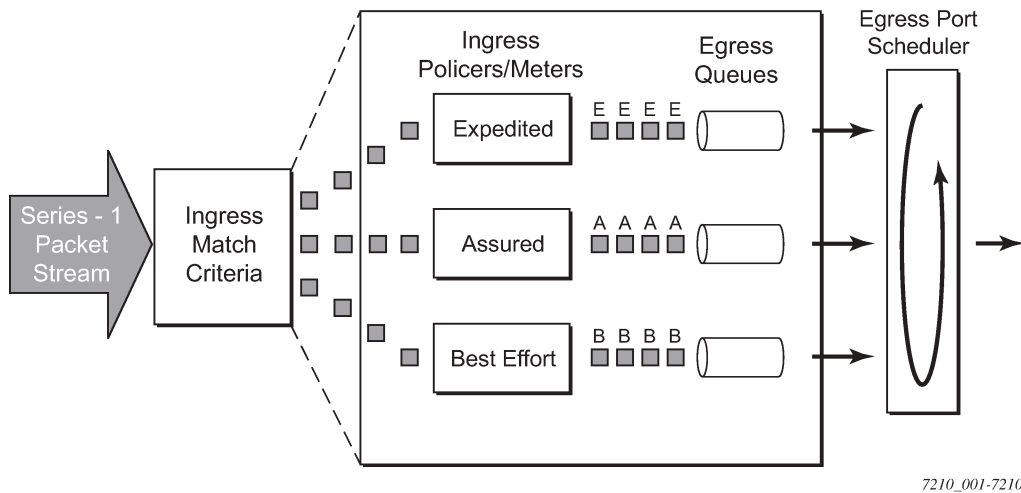 Egress Port
Scheduler
Ingress
Policers/Meters
Egress
Queues
Expedited
E E E E
Series - 1
Packet
Stream
Ingress
Match
Criteria
Assured
A A A A
Best Effort
B B B B
7210_001-7210